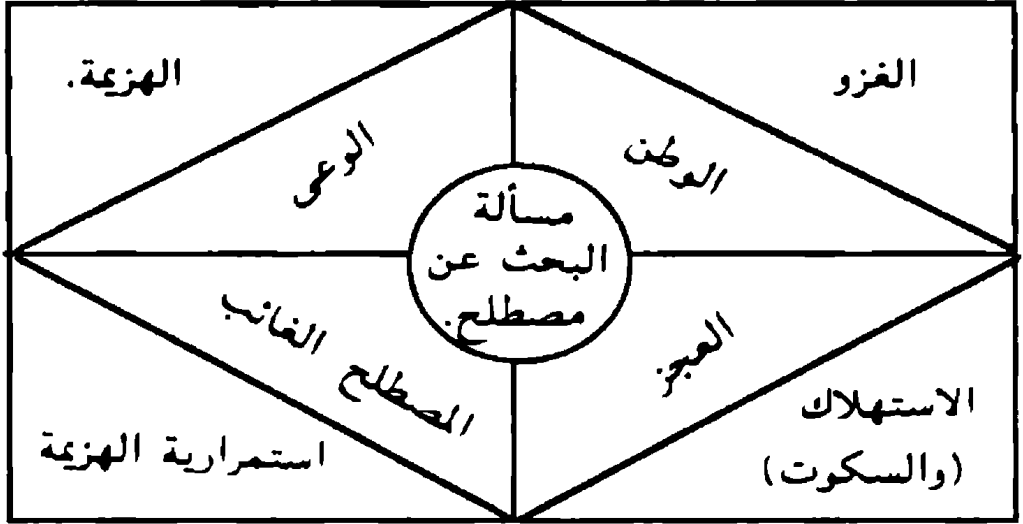 الغزو
الهزيمة.
الوطن
الوعى
مسألة
البحث عن
مصطلح.
العجز
المصطلح الغائب
الاستهلاك
(والسكوت)
استمرارية الهزيمة